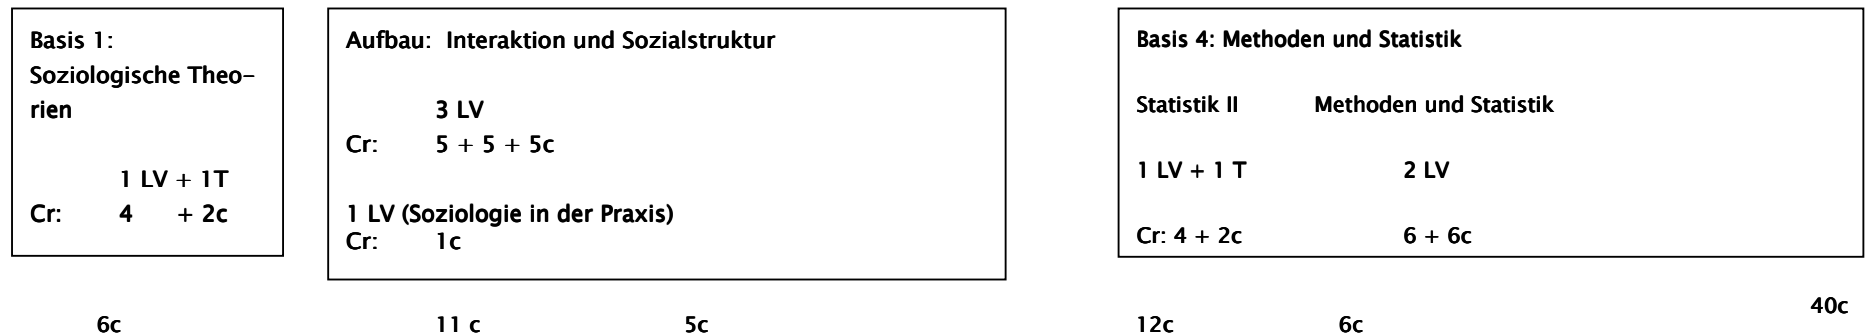 Basis 1:
Soziologische Theo-
rien
1 LV + 1T
Cr: 4 + 2c
Aufbau: Interaktion und Sozialstruktur
3 LV
Cr: 5 + 5 + 5c
1 LV (Soziologie in der Praxis)
Cr: 1c
Basis 4: Methoden und Statistik
Statistik II Methoden und Statistik
1 LV + 1 T 2 LV
Cr: 4 + 2c 6 + 6c
40c
6c 11 c 5c 12c 6c